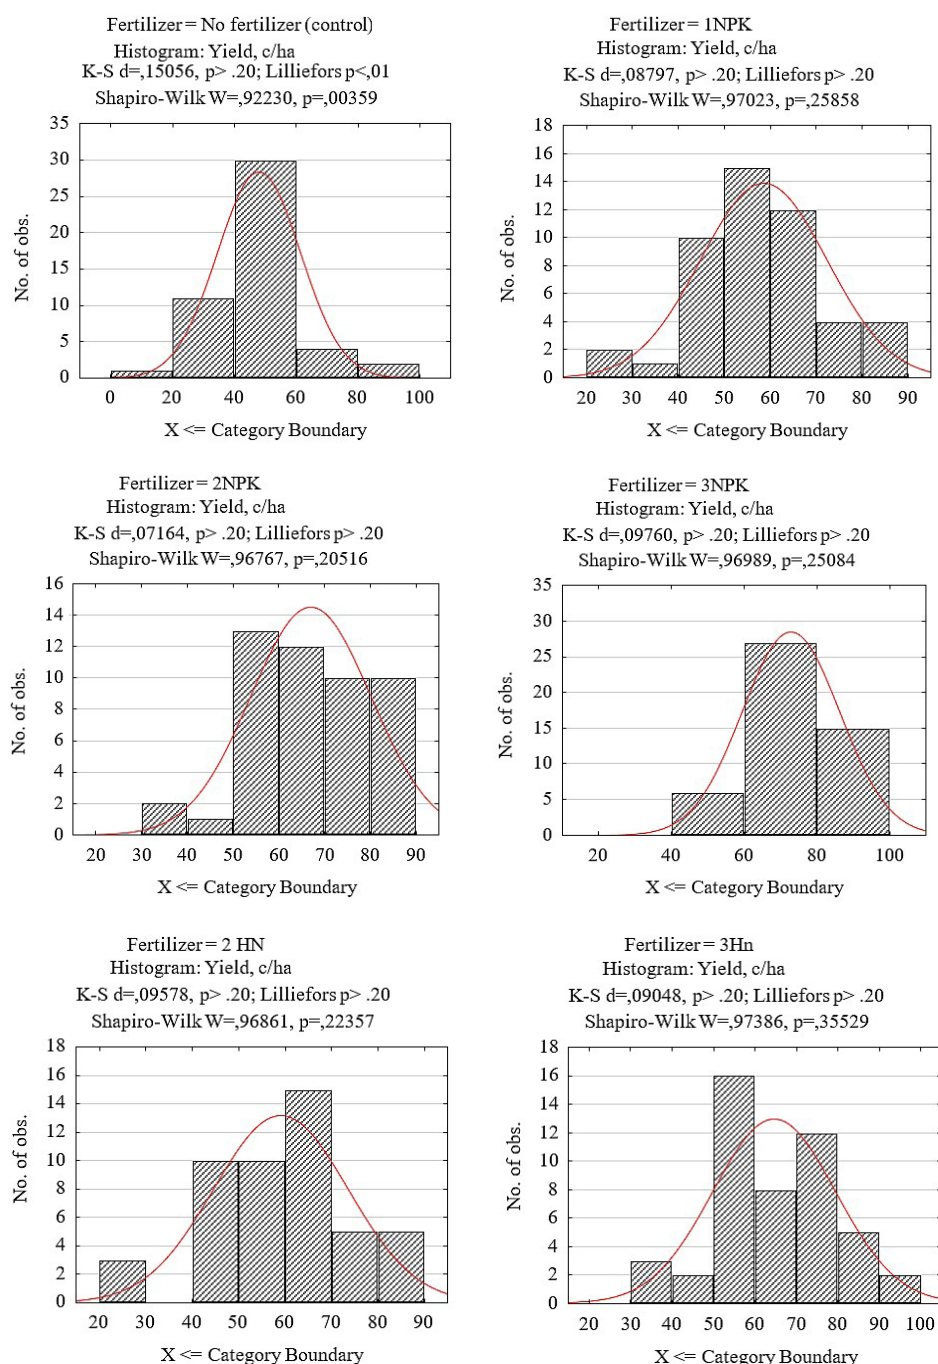 Fertilizer = No fertilizer (control)
Histogram: Yield, c/ha
K-S d=,15056, p> .20; Lilliefors p<,01
Shapiro-Wilk W=,92230, p=,00359
35
30
25
20
15
10
5
0
No. of obs.
0 20 40 60 80 100
X <= Category Boundary
Fertilizer = 1NPK
Histogram: Yield, c/ha
K-S d=,08797, p> .20; Lilliefors p> .20
Shapiro-Wilk W=,97023, p=,25858
18
16
14
12
10
8
6
4
2
0
No. of obs.
20 30 40 50 60 70 80 90
X <= Category Boundary
Fertilizer = 2NPK
Histogram: Yield, c/ha
K-S d=,07164, p> .20; Lilliefors p> .20
Shapiro-Wilk W=,96767, p=,20516
16
14
12
10
8
6
4
2
0
No. of obs.
20 30 40 50 60 70 80 90
X <= Category Boundary
Fertilizer = 3NPK
Histogram: Yield, c/ha
K-S d=,09760, p> .20; Lilliefors p> .20
Shapiro-Wilk W=,96989, p=,25084
35
30
25
20
15
10
5
0
No. of obs.
20 40 60 80 100
X <= Category Boundary
Fertilizer = 2 HN
Histogram: Yield, c/ha
K-S d=,09578, p> .20; Lilliefors p> .20
Shapiro-Wilk W=,96861, p=,22357
18
16
14
12
10
8
6
4
2
0
No. of obs.
20 30 40 50 60 70 80 90
X <= Category Boundary
Fertilizer = 3Hn
Histogram: Yield, c/ha
K-S d=,09048, p> .20; Lilliefors p> .20
Shapiro-Wilk W=,97386, p=,35529
18
16
14
12
10
8
6
4
2
0
No. of obs.
20 30 40 50 60 70 80 90 100
X <= Category Boundary